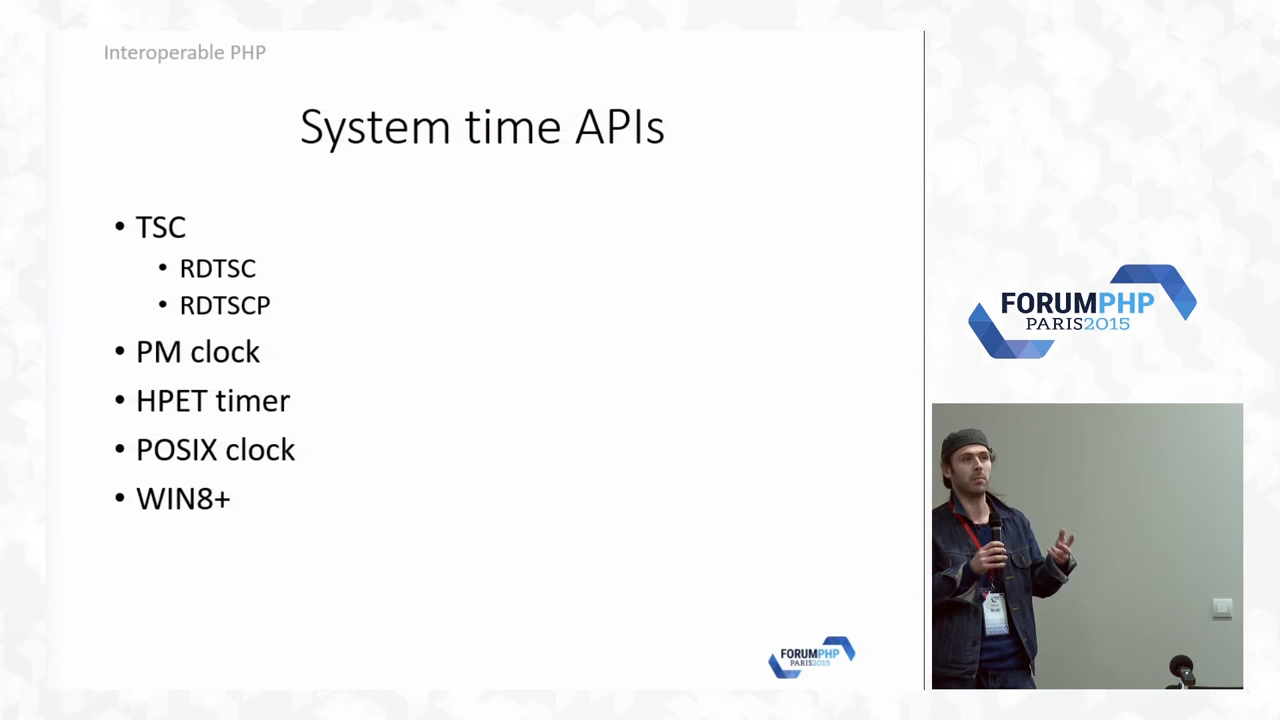 Interoperable PHP
System time APIs
• TSC
• RDTSC
• RDTSCP
• PM clock
• HPET timer
• POSIX clock
• WIN8+
FORUMPHP
PARIS2015
FORUMPHP
PARIS2015